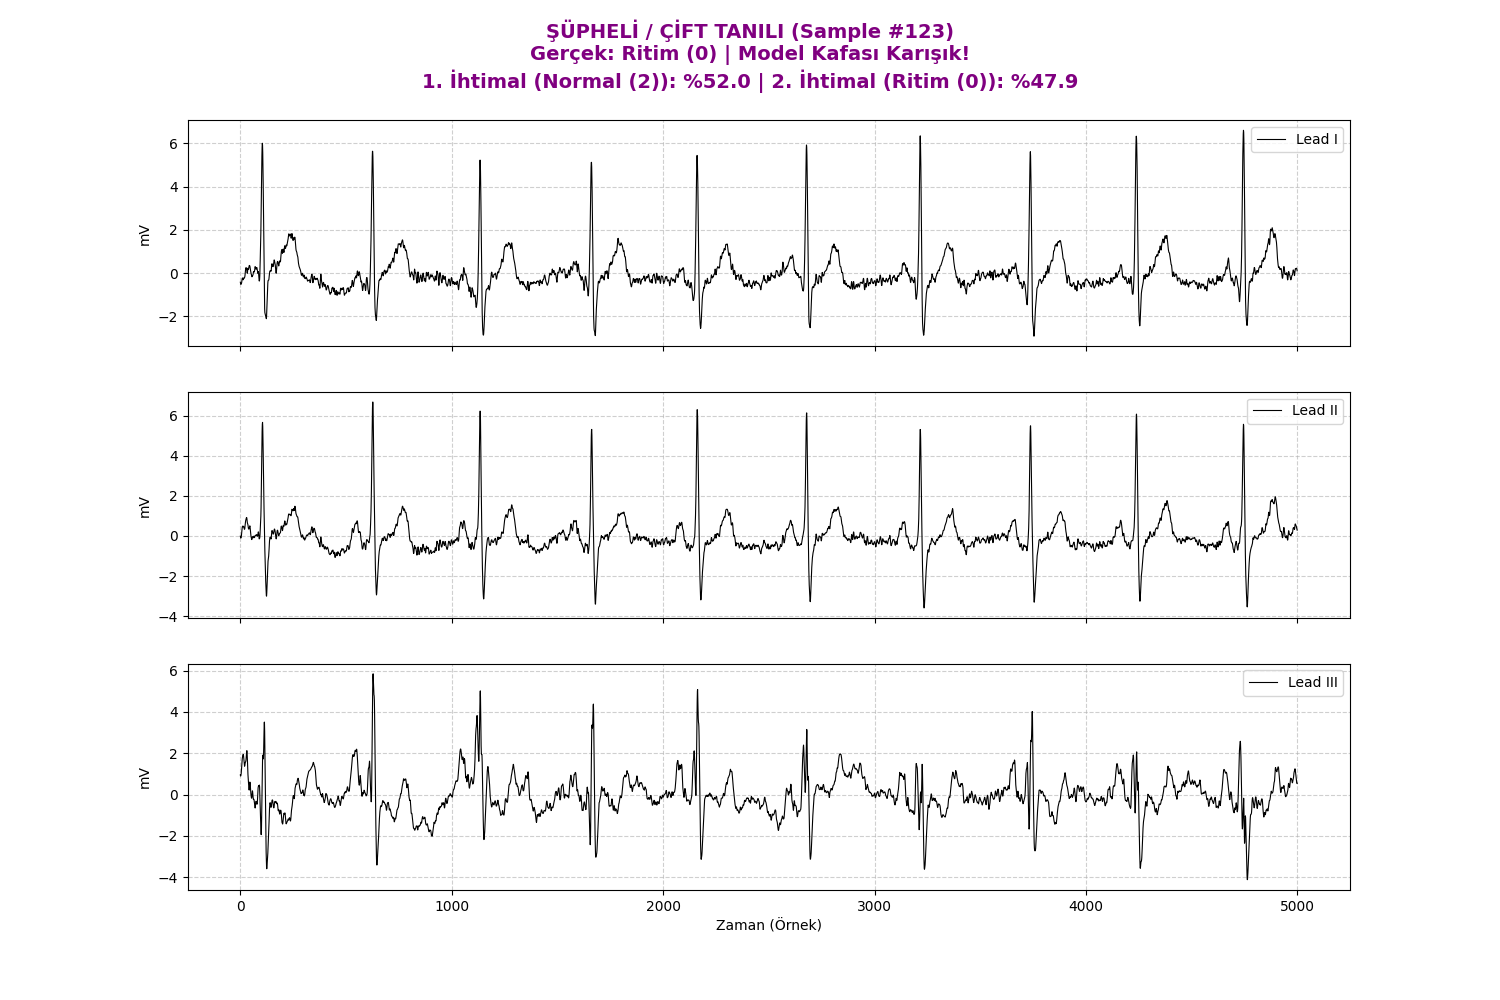 ŞÜPHELİ / ÇİFT TANILI (Sample #123)
Gerçek: Ritim (0) | Model Kafası Karışık!
1. İhtimal (Normal (2)): %52.0 | 2. İhtimal (Ritim (0)): %47.9
Lead I
mV
6
4
2
0
−2
Lead II
mV
6
4
2
0
−2
−4
Lead III
mV
6
4
2
0
−2
−4
0 1000 2000 3000 4000 5000
Zaman (Örnek)